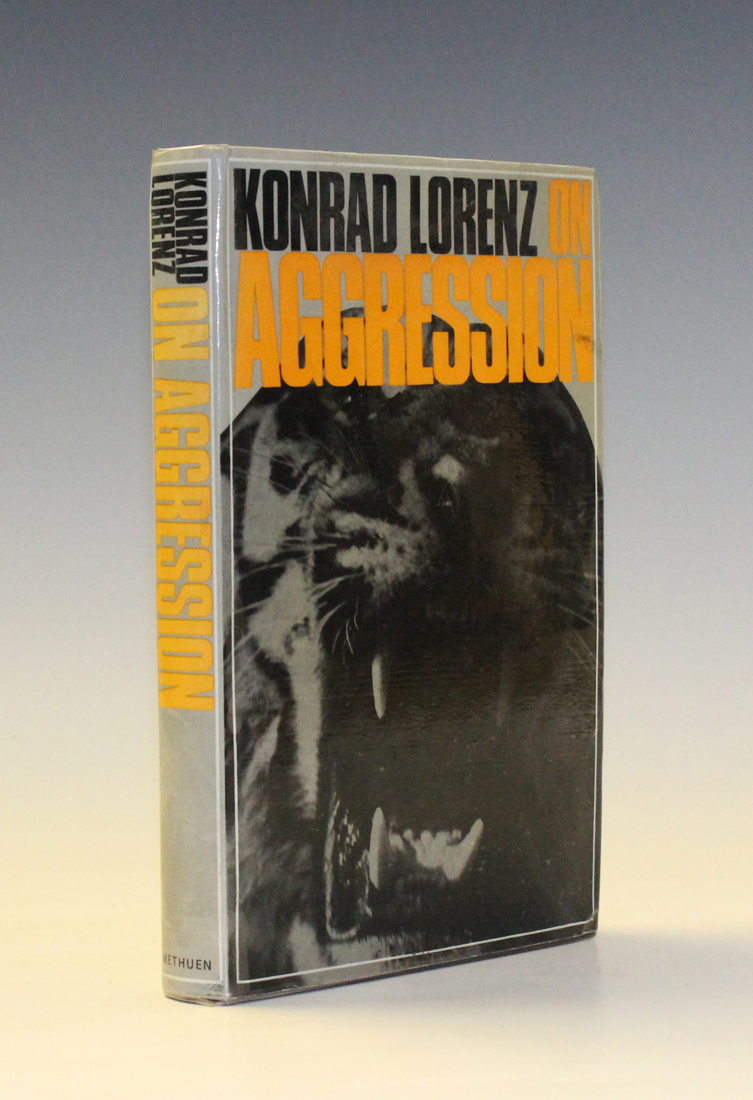 KONRAD LORENZ ON
AGGRESSION
KONRAD
LORENZ
ON AGGRESSION
METHUEN